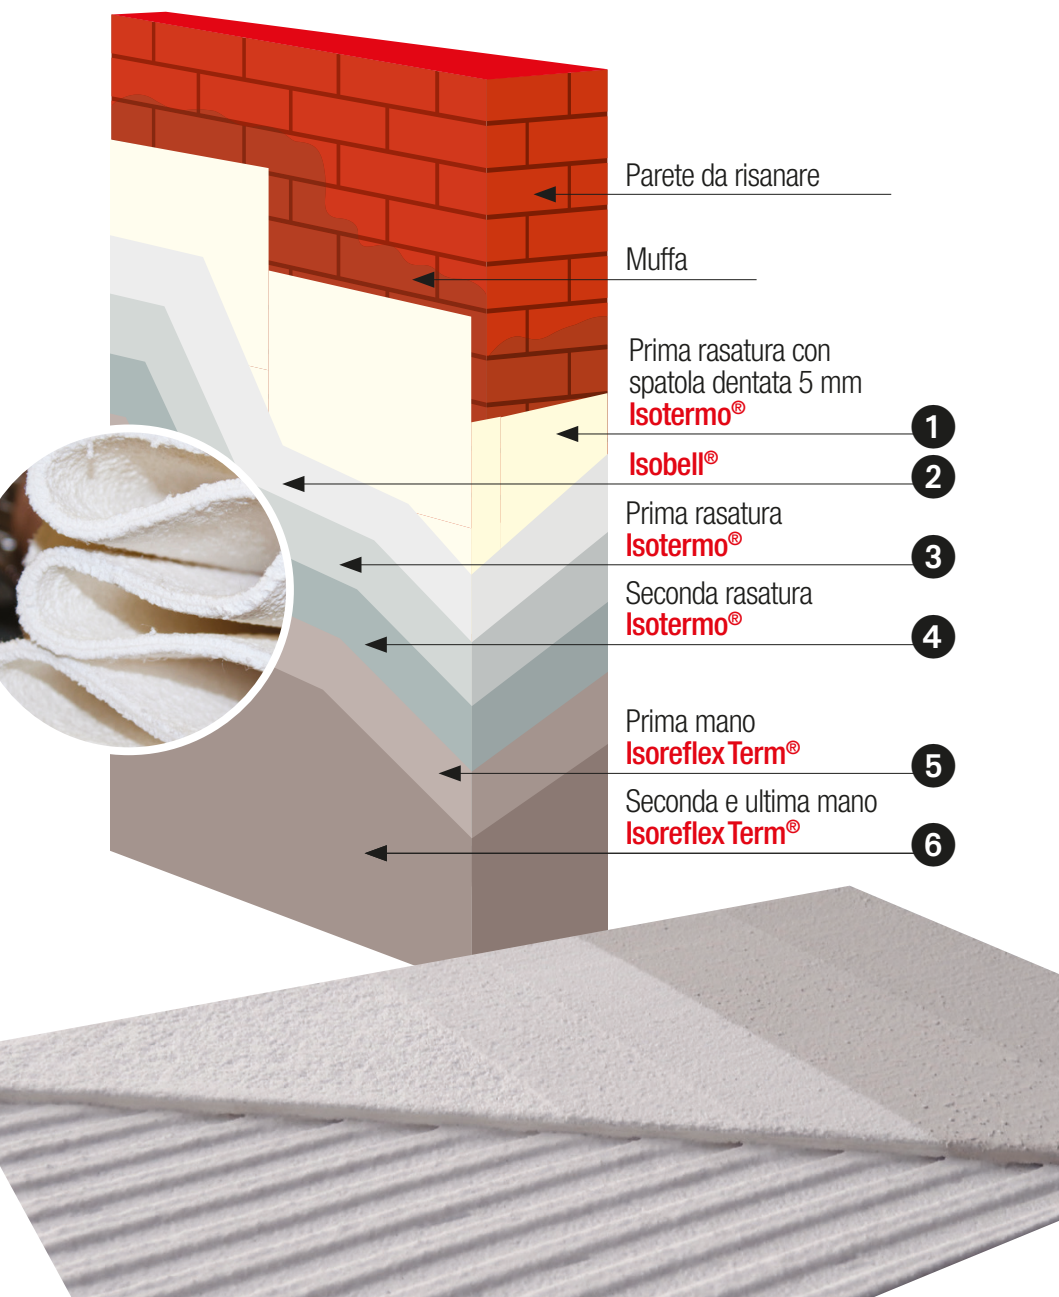 Parete da risanare
Muffa
Prima rasatura con
spatola dentata 5 mm
Isotermo®
1
Isobell®
2
Prima rasatura
Isotermo®
3
Seconda rasatura
Isotermo®
4
Prima mano
Isoreflex Term®
5
Seconda e ultima mano
Isoreflex Term®
6